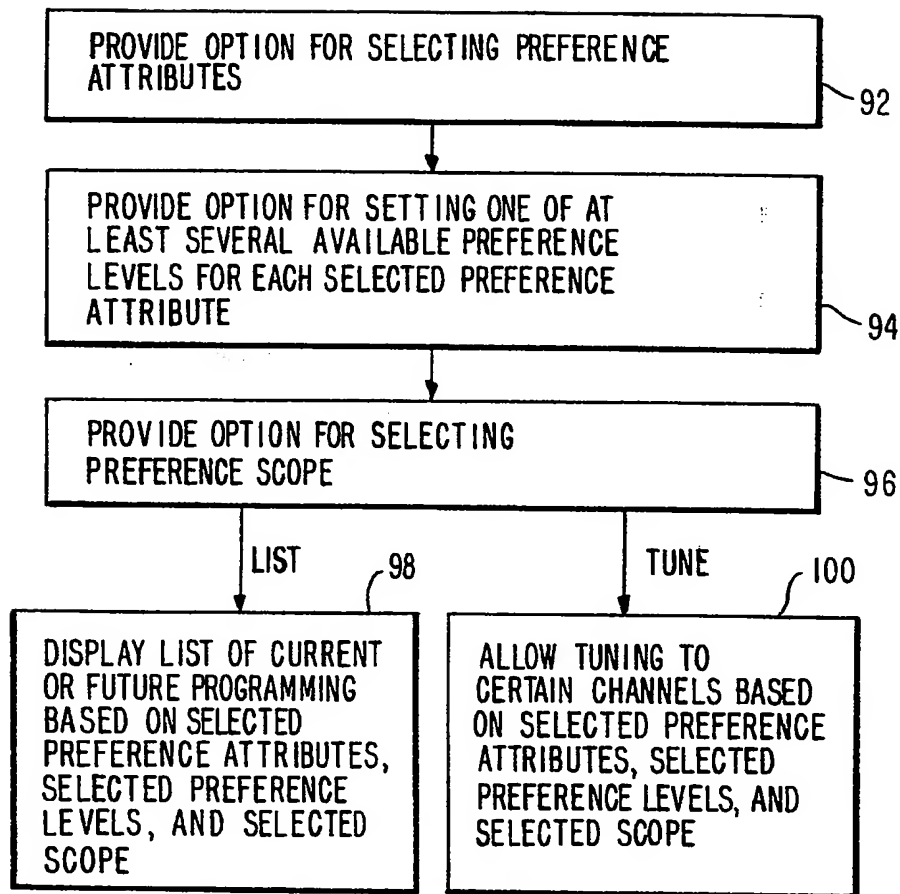 PROVIDE OPTION FOR SELECTING PREFERENCE
ATTRIBUTES
92
PROVIDE OPTION FOR SETTING ONE OF AT
LEAST SEVERAL AVAILABLE PREFERENCE
LEVELS FOR EACH SELECTED PREFERENCE
ATTRIBUTE
94
PROVIDE OPTION FOR SELECTING
PREFERENCE SCOPE
96
LIST
98
TUNE
100
DISPLAY LIST OF CURRENT
OR FUTURE PROGRAMMING
BASED ON SELECTED
PREFERENCE ATTRIBUTES,
SELECTED PREFERENCE
LEVELS, AND SELECTED
SCOPE
ALLOW TUNING TO
CERTAIN CHANNELS BASED
ON SELECTED PREFERENCE
ATTRIBUTES, SELECTED
PREFERENCE LEVELS, AND
SELECTED SCOPE